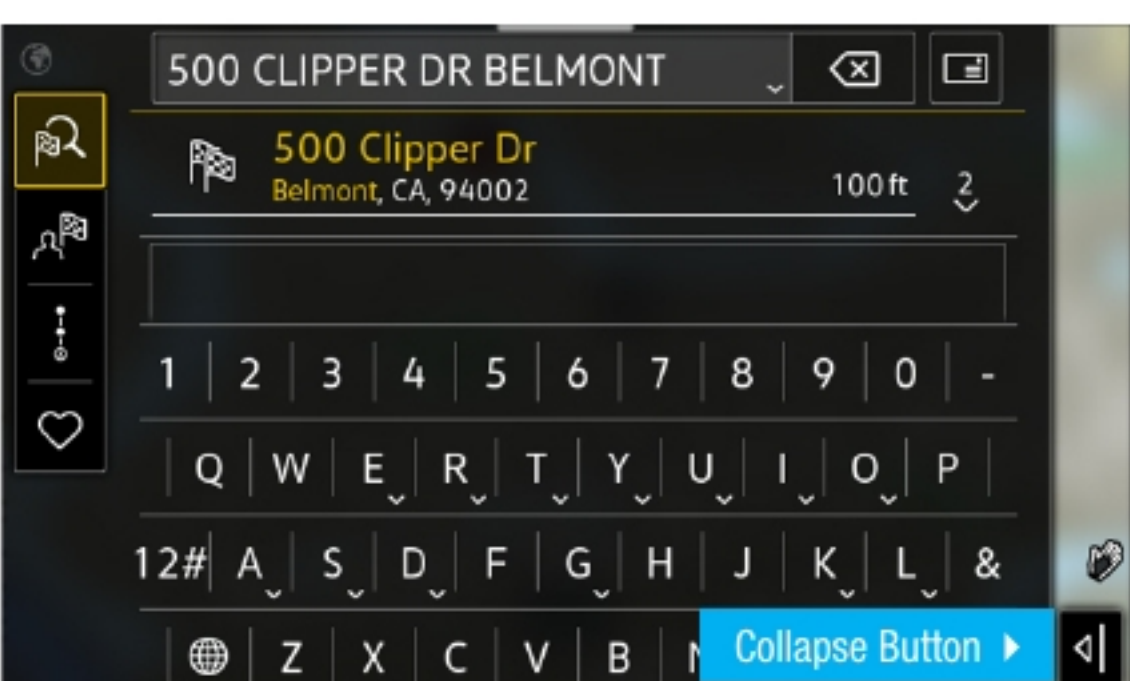 500 CLIPPER DR BELMONT
500 Clipper Dr
Belmont, CA, 94002
100 ft
2
1 2 3 4 5 6 7 8 9 0 -
Q W E R T Y U I O P
12# A S D F G H J K L &
Z X C V B
Collapse Button